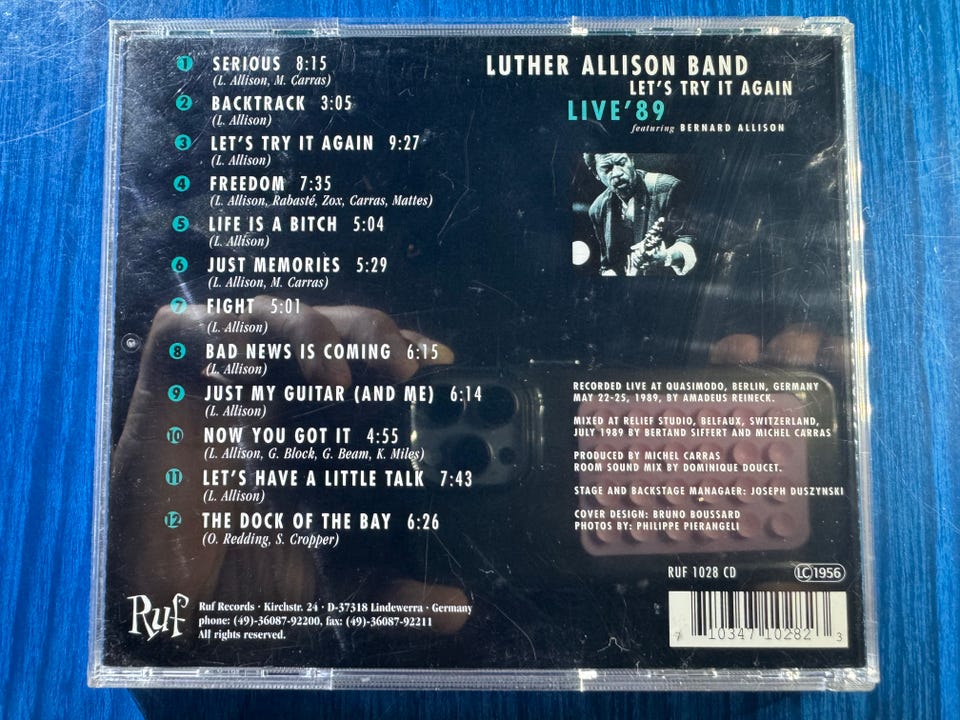 1 SERIOUS 8:15
(L. Allison, M. Carras)
2 BACKTRACK 3:05
(L. Allison)
3 LET'S TRY IT AGAIN 9:27
(L. Allison)
4 FREEDOM 7:35
(L. Allison, Rabasté, Zox, Carras, Mattes)
5 LIFE IS A BITCH 5:04
(L. Allison)
6 JUST MEMORIES 5:29
(L. Allison, M. Carras)
7 FIGHT 5:01
(L. Allison)
8 BAD NEWS IS COMING 6:15
(L. Allison)
9 JUST MY GUITAR (AND ME) 6:14
(L. Allison)
10 NOW YOU GOT IT 4:55
(L. Allison, G. Block, G. Beam, K. Miles)
11 LET'S HAVE A LITTLE TALK 7:43
(L. Allison)
12 THE DOCK OF THE BAY 6:26
(O. Redding, S. Cropper)
LUTHER ALLISON BAND
LET'S TRY IT AGAIN
LIVE'89
featuring BERNARD ALLISON
RECORDED LIVE AT QUASIMODO, BERLIN, GERMANY
MAY 22-25, 1989, BY AMADEUS REINECK.
MIXED AT RELIEF STUDIO, BELFAUX, SWITZERLAND,
JULY 1989 BY BERTAND SIFFERT AND MICHEL CARRAS
PRODUCED BY MICHEL CARRAS
ROOM SOUND MIX BY DOMINIQUE DOUCET.
STAGE AND BACKSTAGE MANAGAER: JOSEPH DUSZYNSKI
COVER DESIGN: BRUNO BOUSSARD
PHOTOS BY: PHILIPPE PIERANGELI
RUF 1028 CD
LC 1956
7 10347 10282 3
Ruf
Ruf Records · Kirchstr. 24 · D-37318 Lindewerra · Germany
phone: (49)-36087-92200, fax: (49)-36087-92211
All rights reserved.